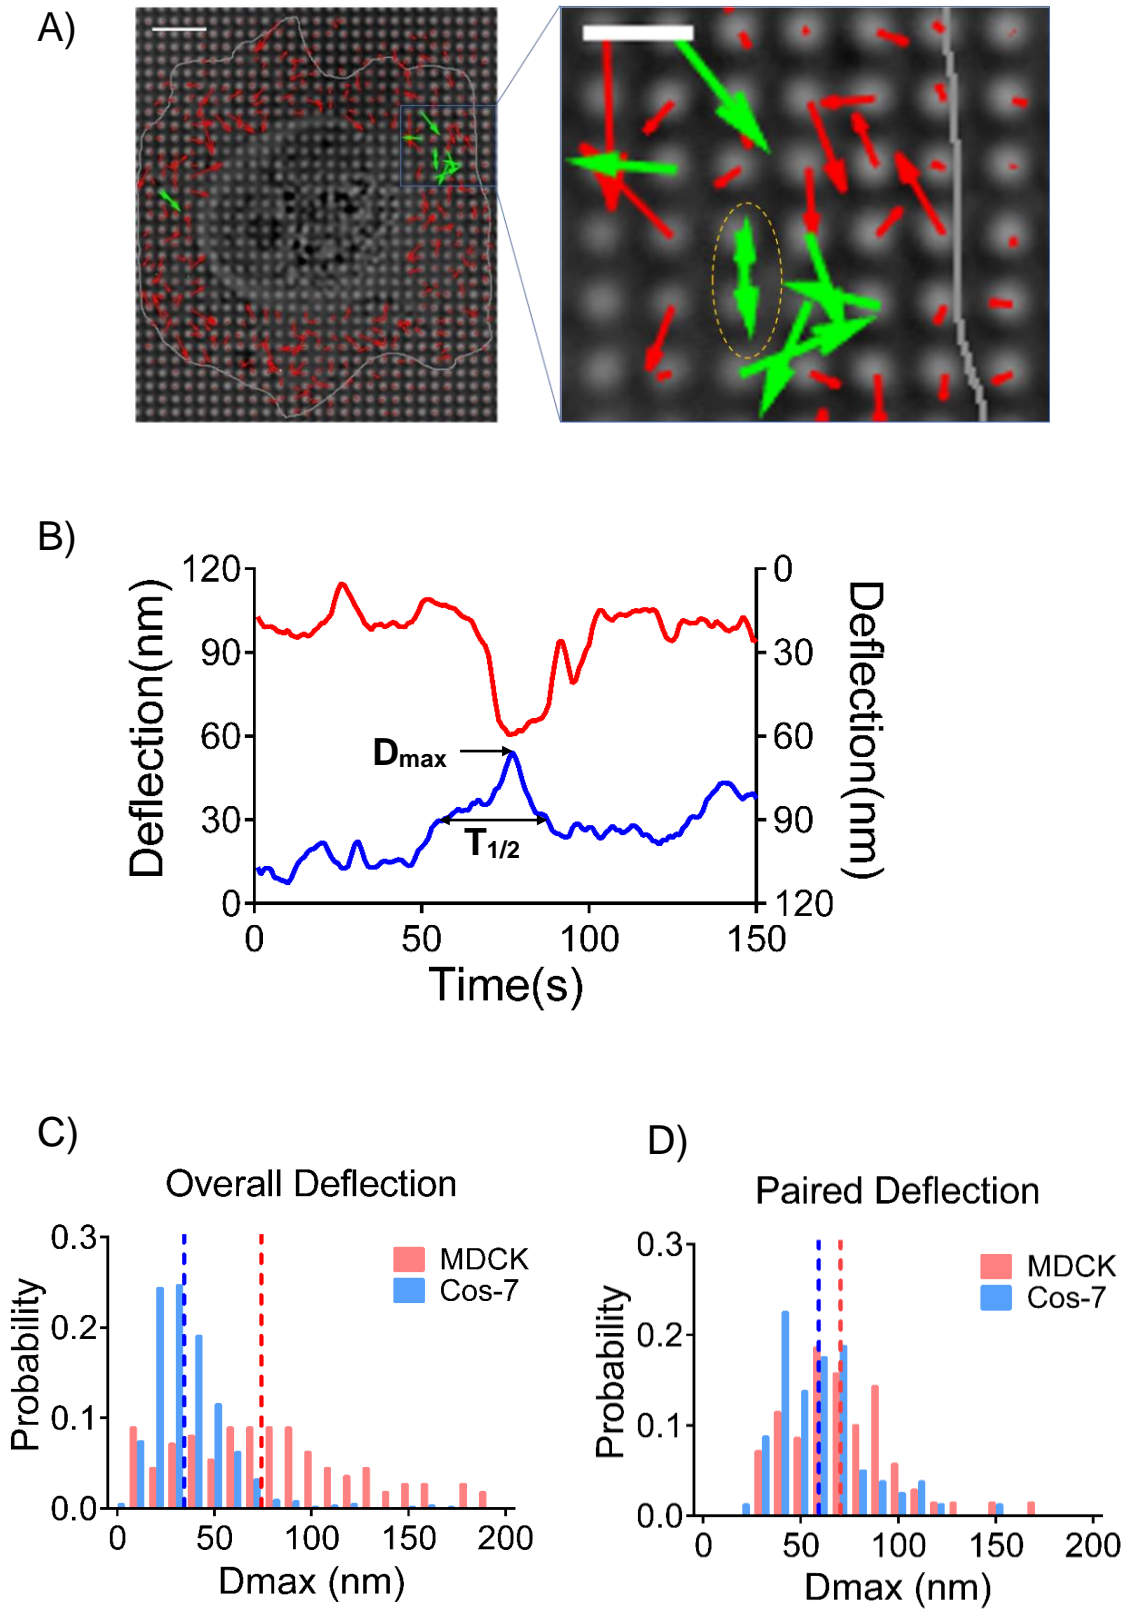 A)
B)
120
90
60
30
0
Deflection(nm)
0
30
60
90
120
Deflection(nm)
Dmax
T1/2
0
50
100
150
Time(s)
C)
Overall Deflection
0.3
0.2
0.1
0.0
Probability
MDCK
Cos-7
0
50
100
150
200
Dmax (nm)
D)
Paired Deflection
0.3
0.2
0.1
0.0
Probability
MDCK
Cos-7
0
50
100
150
200
Dmax (nm)